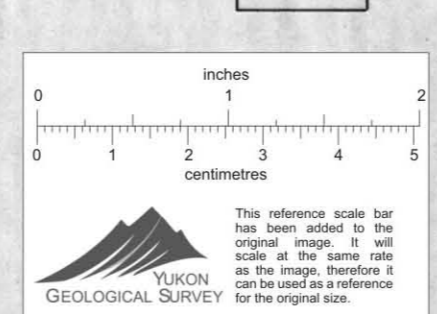 inches
0 1 2
0 1 2 3 4 5
centimetres
YUKON
GEOLOGICAL SURVEY
This reference scale bar
has been added to the
original image. It will
scale at the same rate
as the image, therefore it
can be used as a reference
for the original size.